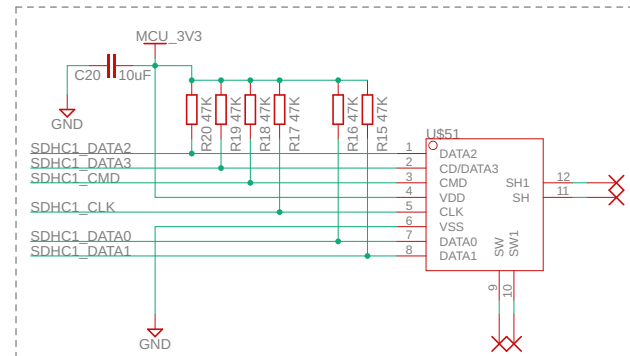 MCU_3V3
C20 10uF
GND
R20 47K
R19 47K
R18 47K
R17 47K
R16 47K
R15 47K
U$51
SDHC1_DATA2 1 DATA2
SDHC1_DATA3 2 CD/DATA3
SDHC1_CMD 3 CMD SH1 12
4 VDD SH 11
SDHC1_CLK 5 CLK
6 VSS
SDHC1_DATA0 7 DATA0
SDHC1_DATA1 8 DATA1
SW
SW1
9
10
GND